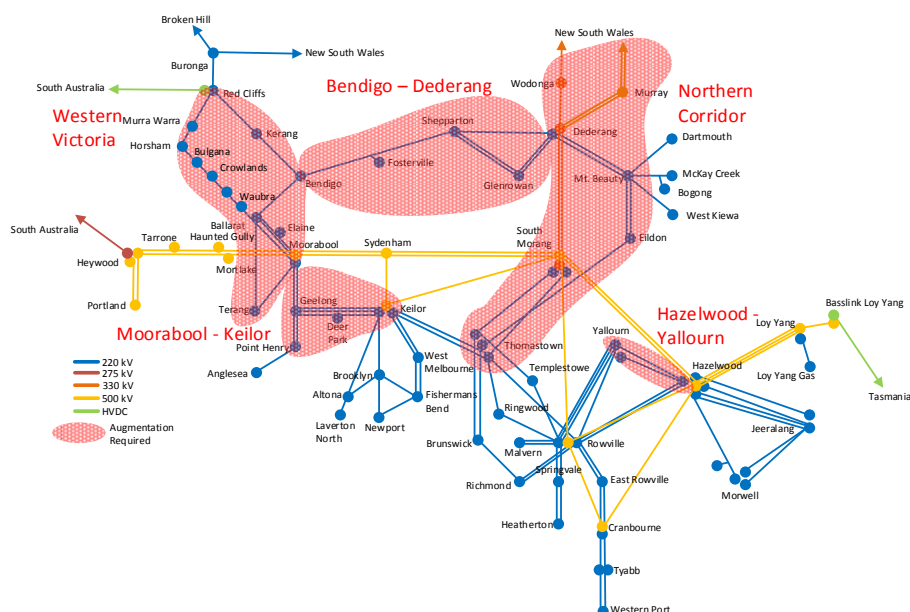 Broken Hill
New South Wales
New South Wales
Buronga
South Australia
Red Cliffs
Bendigo – Dederang
Wodonga
Murray
Northern
Corridor
Western
Victoria
Murra Warra
Kerang
Shepparton
Dederang
Dartmouth
Horsham
Bulgana
Crowlands
Fosterville
Glenrowan
Mt. Beauty
McKay Creek
Bogong
Bendigo
Waubra
West Kiewa
South Australia
Ballarat
Elaine
Tarrone
Haunted Gully
Moorabool
Sydenham
South
Morang
Eildon
Heywood
Mortlake
Portland
Terang
Geelong
Keilor
Hazelwood -
Yallourn
Basslink Loy Yang
Moorabool - Keilor
Deer
Park
Loy Yang
Yallourn
Point Henry
Thomastown
West
Melbourne
Hazelwood
220 kV
275 kV
330 kV
500 kV
HVDC
Augmentation
Required
Anglesea
Brooklyn
Templestowe
Loy Yang Gas
Tasmania
Altona
Fishermans
Bend
Laverton
North
Newport
Ringwood
Brunswick
Malvern
Rowville
Jeeralang
Springvale
Richmond
East Rowville
Morwell
Heatherton
Cranbourne
Tyabb
Western Port